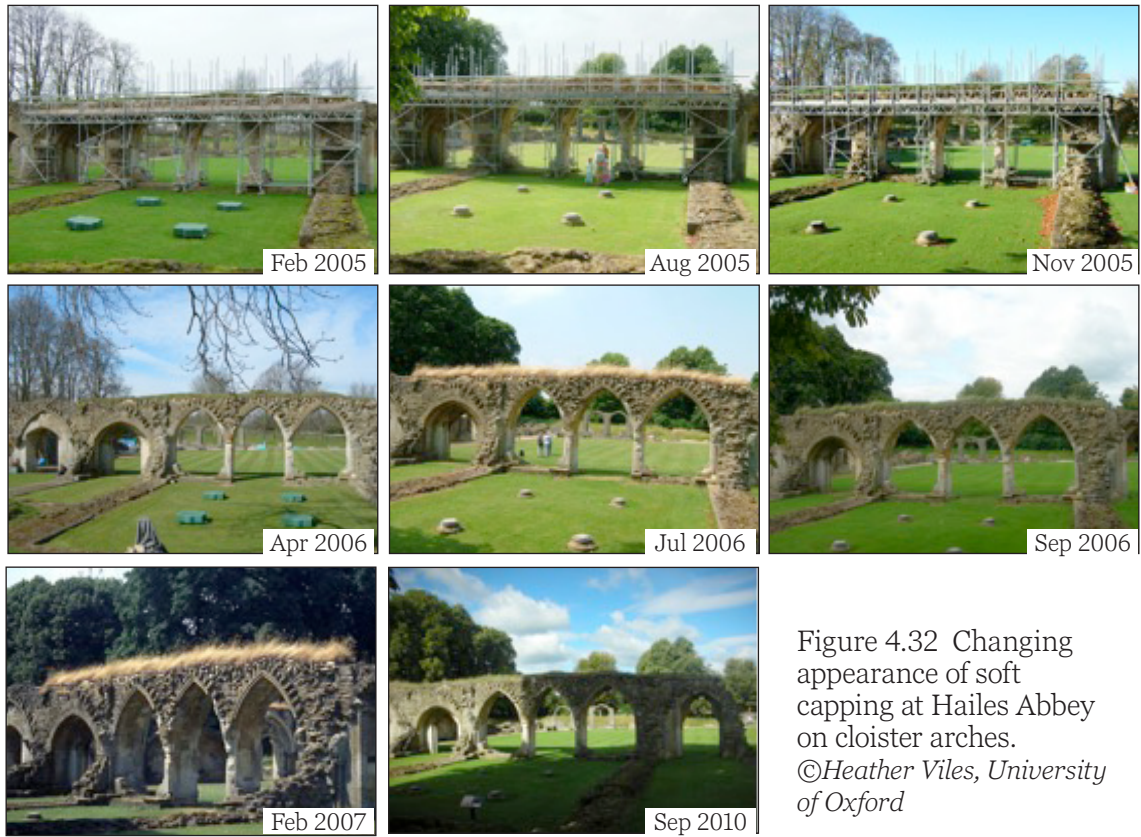 Feb 2005
Aug 2005
Nov 2005
Apr 2006
Jul 2006
Sep 2006
Feb 2007
Sep 2010
Figure 4.32 Changing
appearance of soft
capping at Hailes Abbey
on cloister arches.
©Heather Viles, University
of Oxford